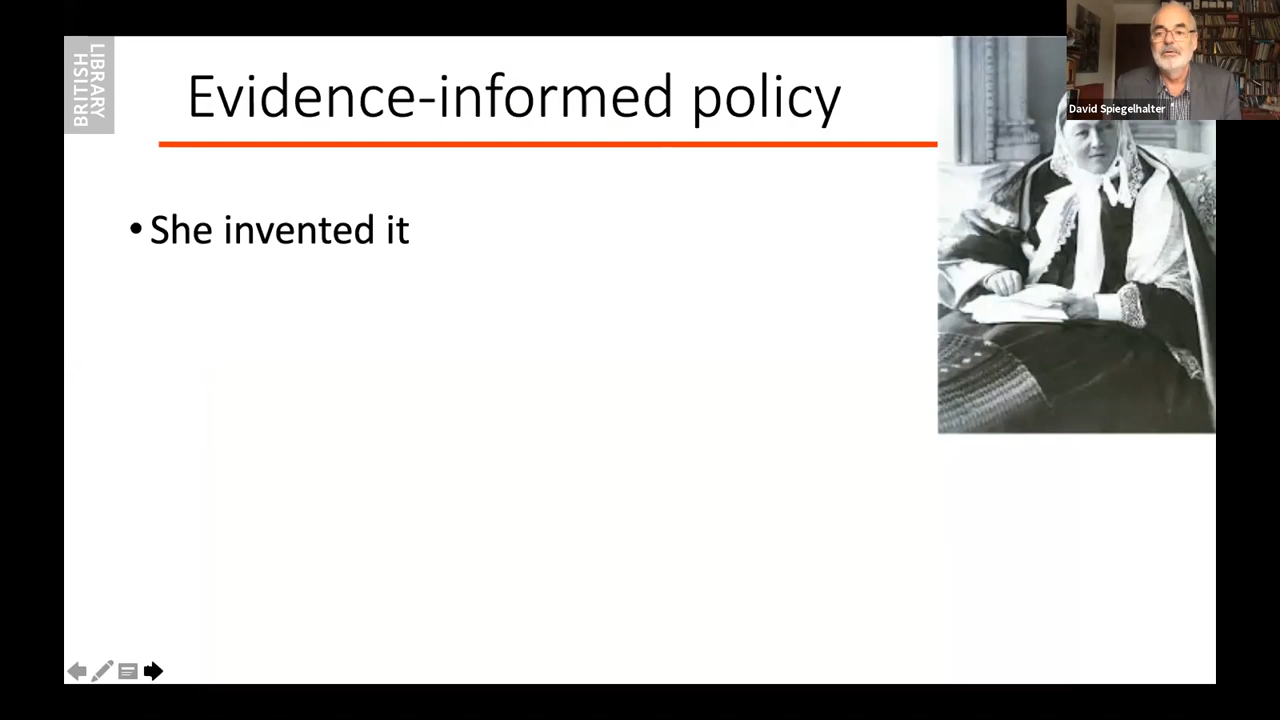 BRITISH
LIBRARY
Evidence-informed policy
David Spiegelhalter
• She invented it